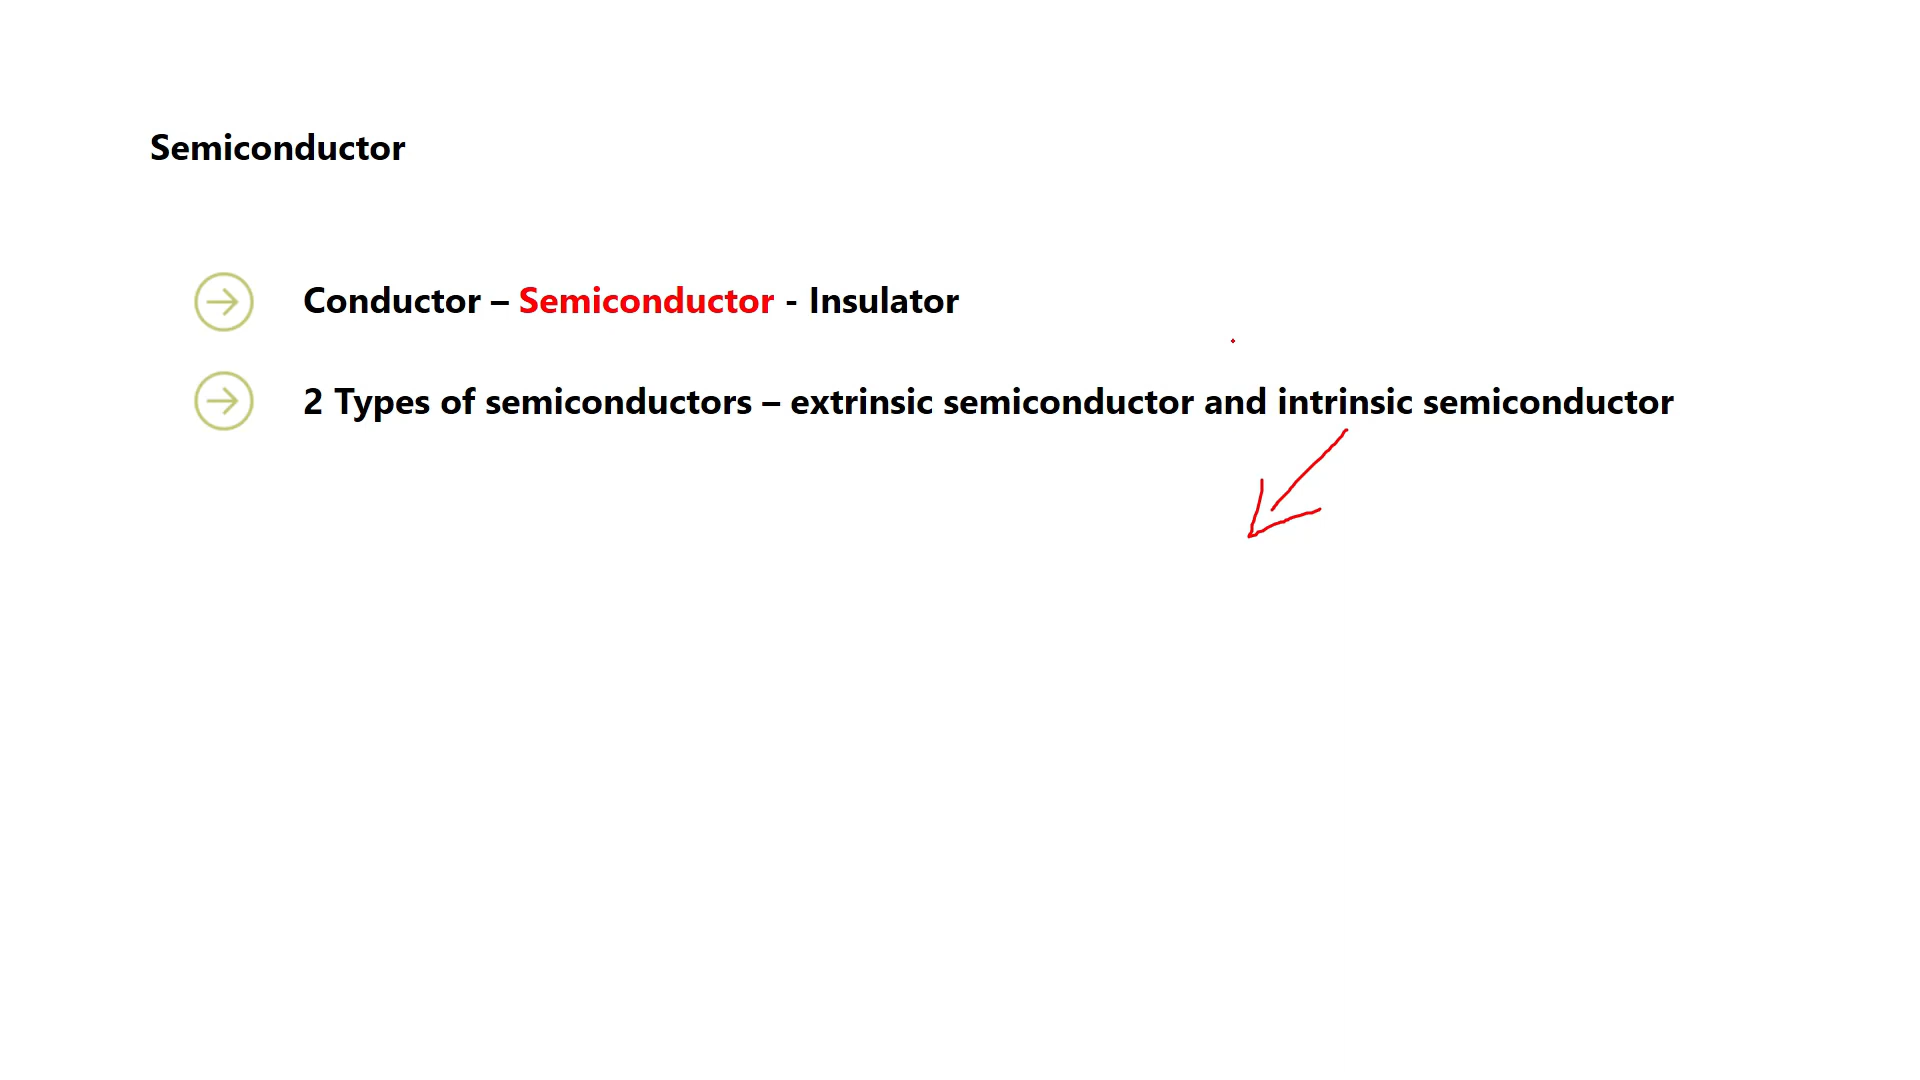 Semiconductor
Conductor – Semiconductor - Insulator
2 Types of semiconductors – extrinsic semiconductor and intrinsic semiconductor